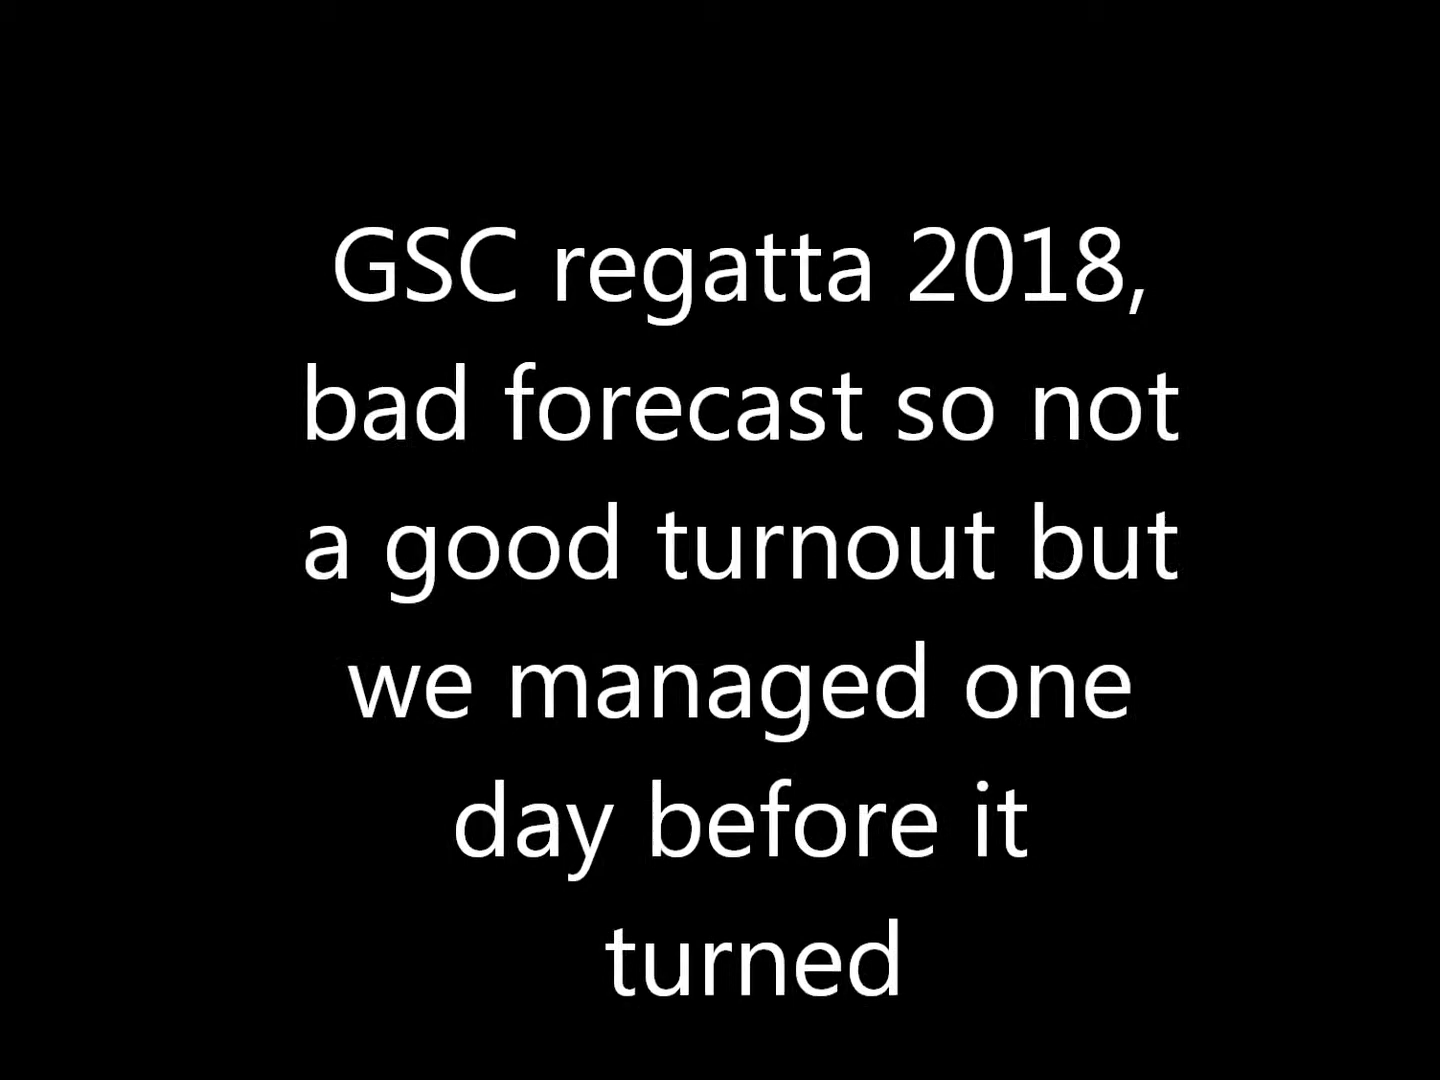 GSC regatta 2018,
bad forecast so not
a good turnout but
we managed one
day before it
turned